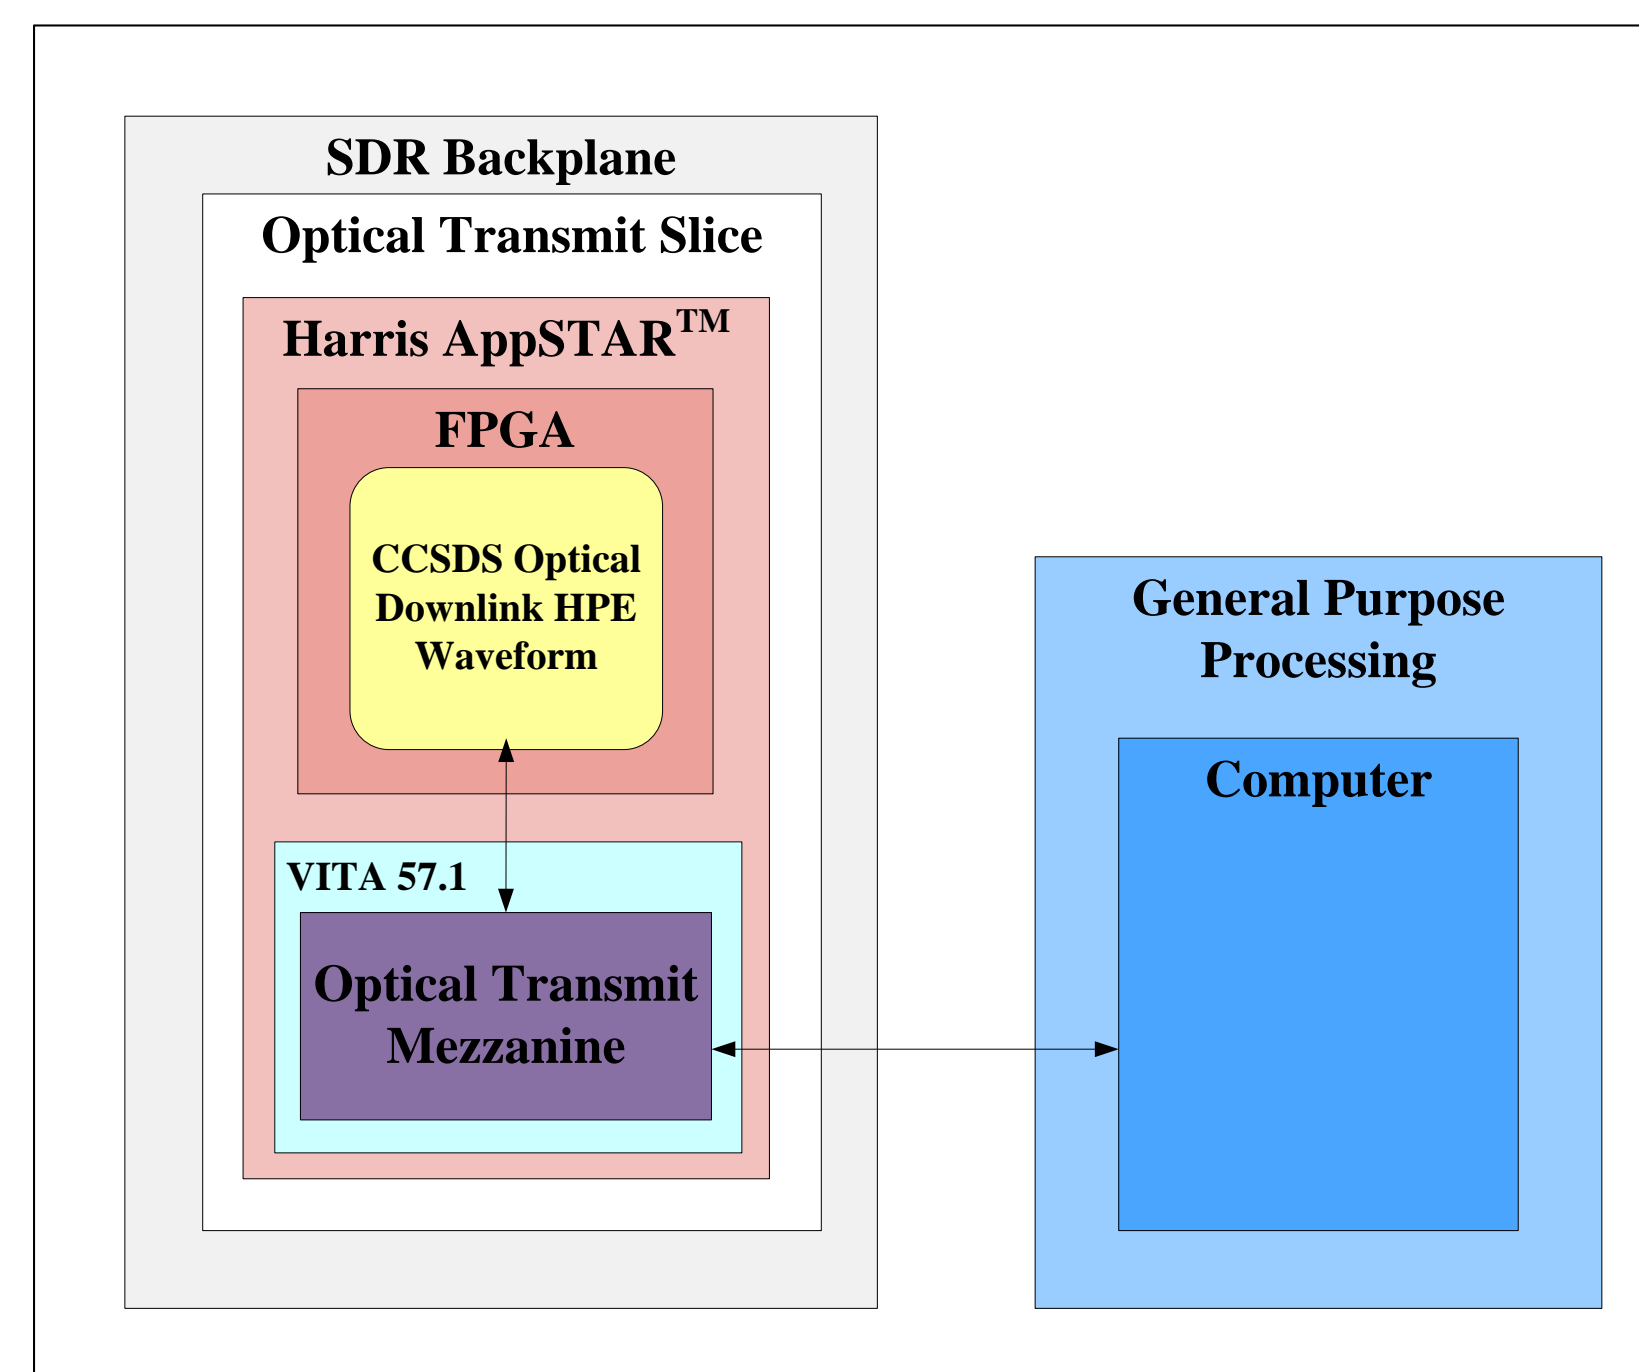 SDR Backplane
Optical Transmit Slice
Harris AppSTAR™
FPGA
CCSDS Optical
Downlink HPE
Waveform
VITA 57.1
Optical Transmit
Mezzanine
General Purpose
Processing
Computer